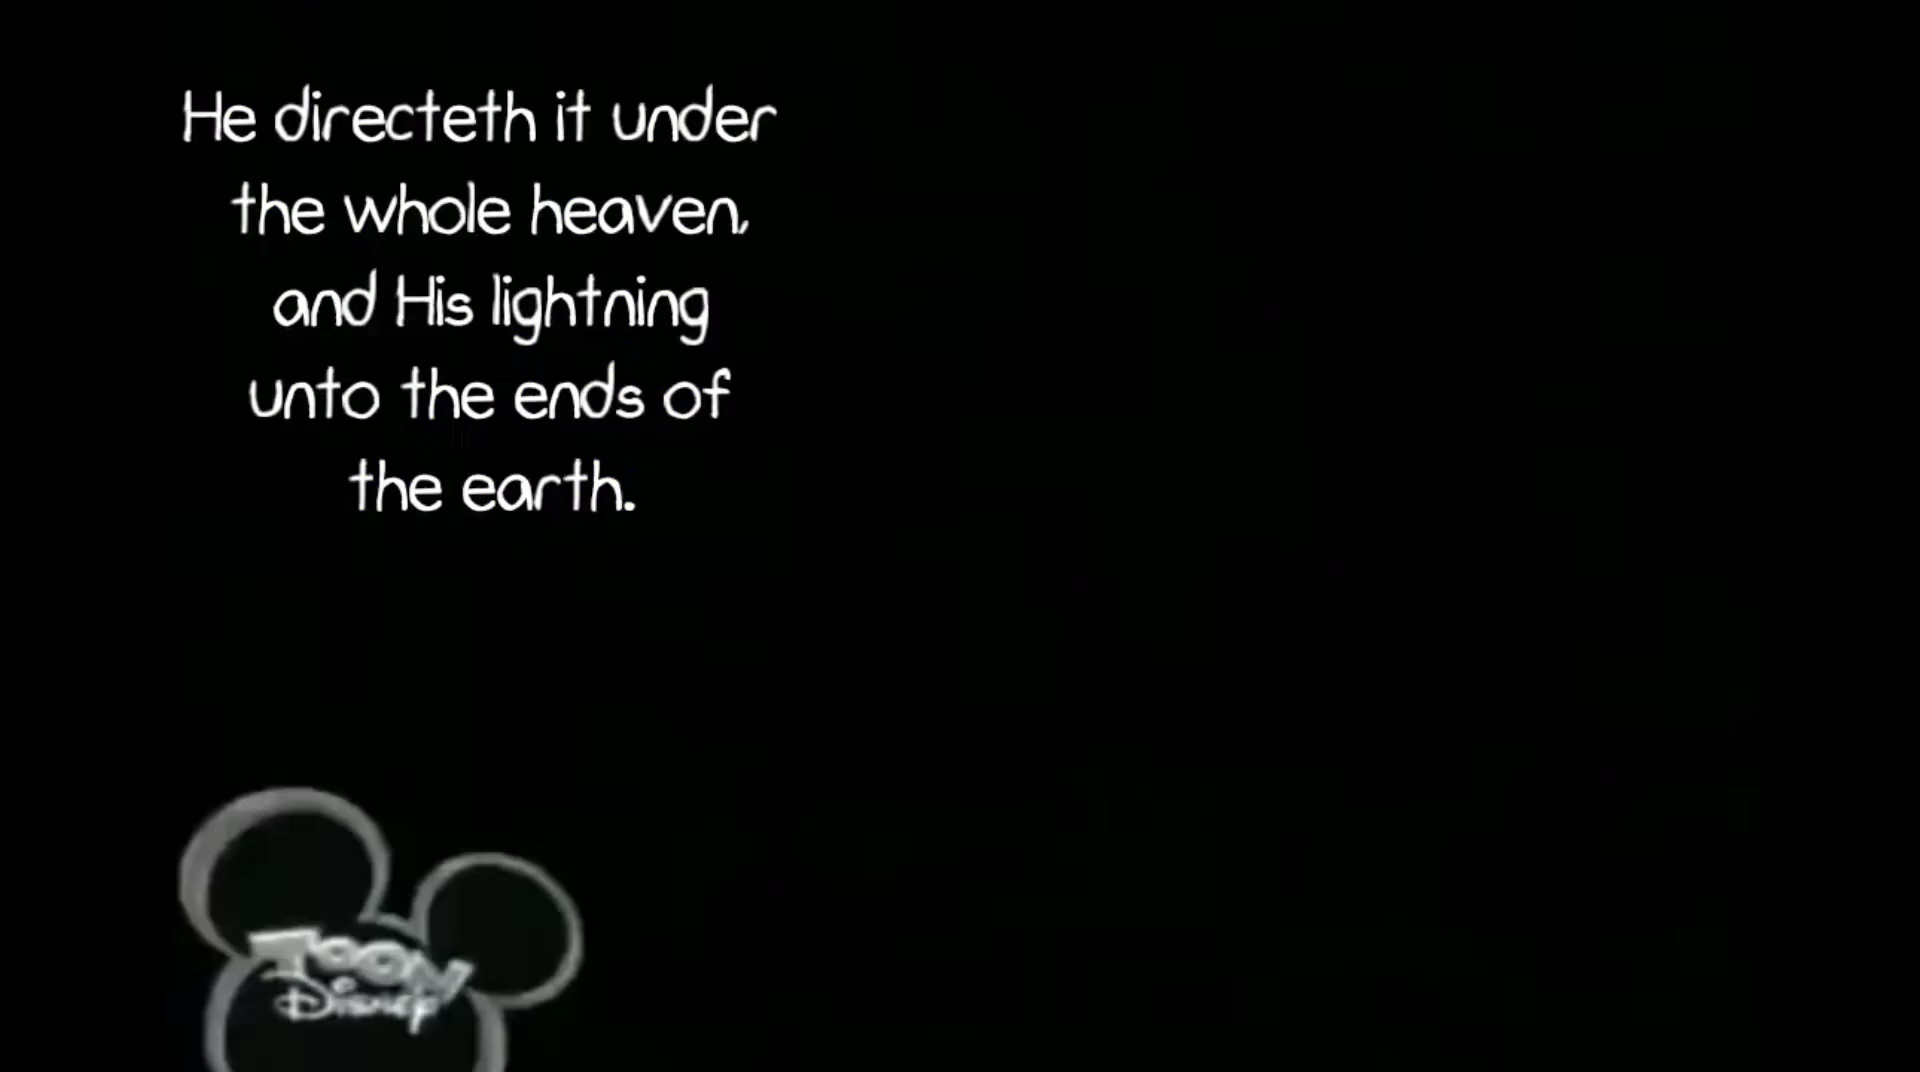 He directeth it under
the whole heaven,
and His lightning
unto the ends of
the earth.
TOON
Disney